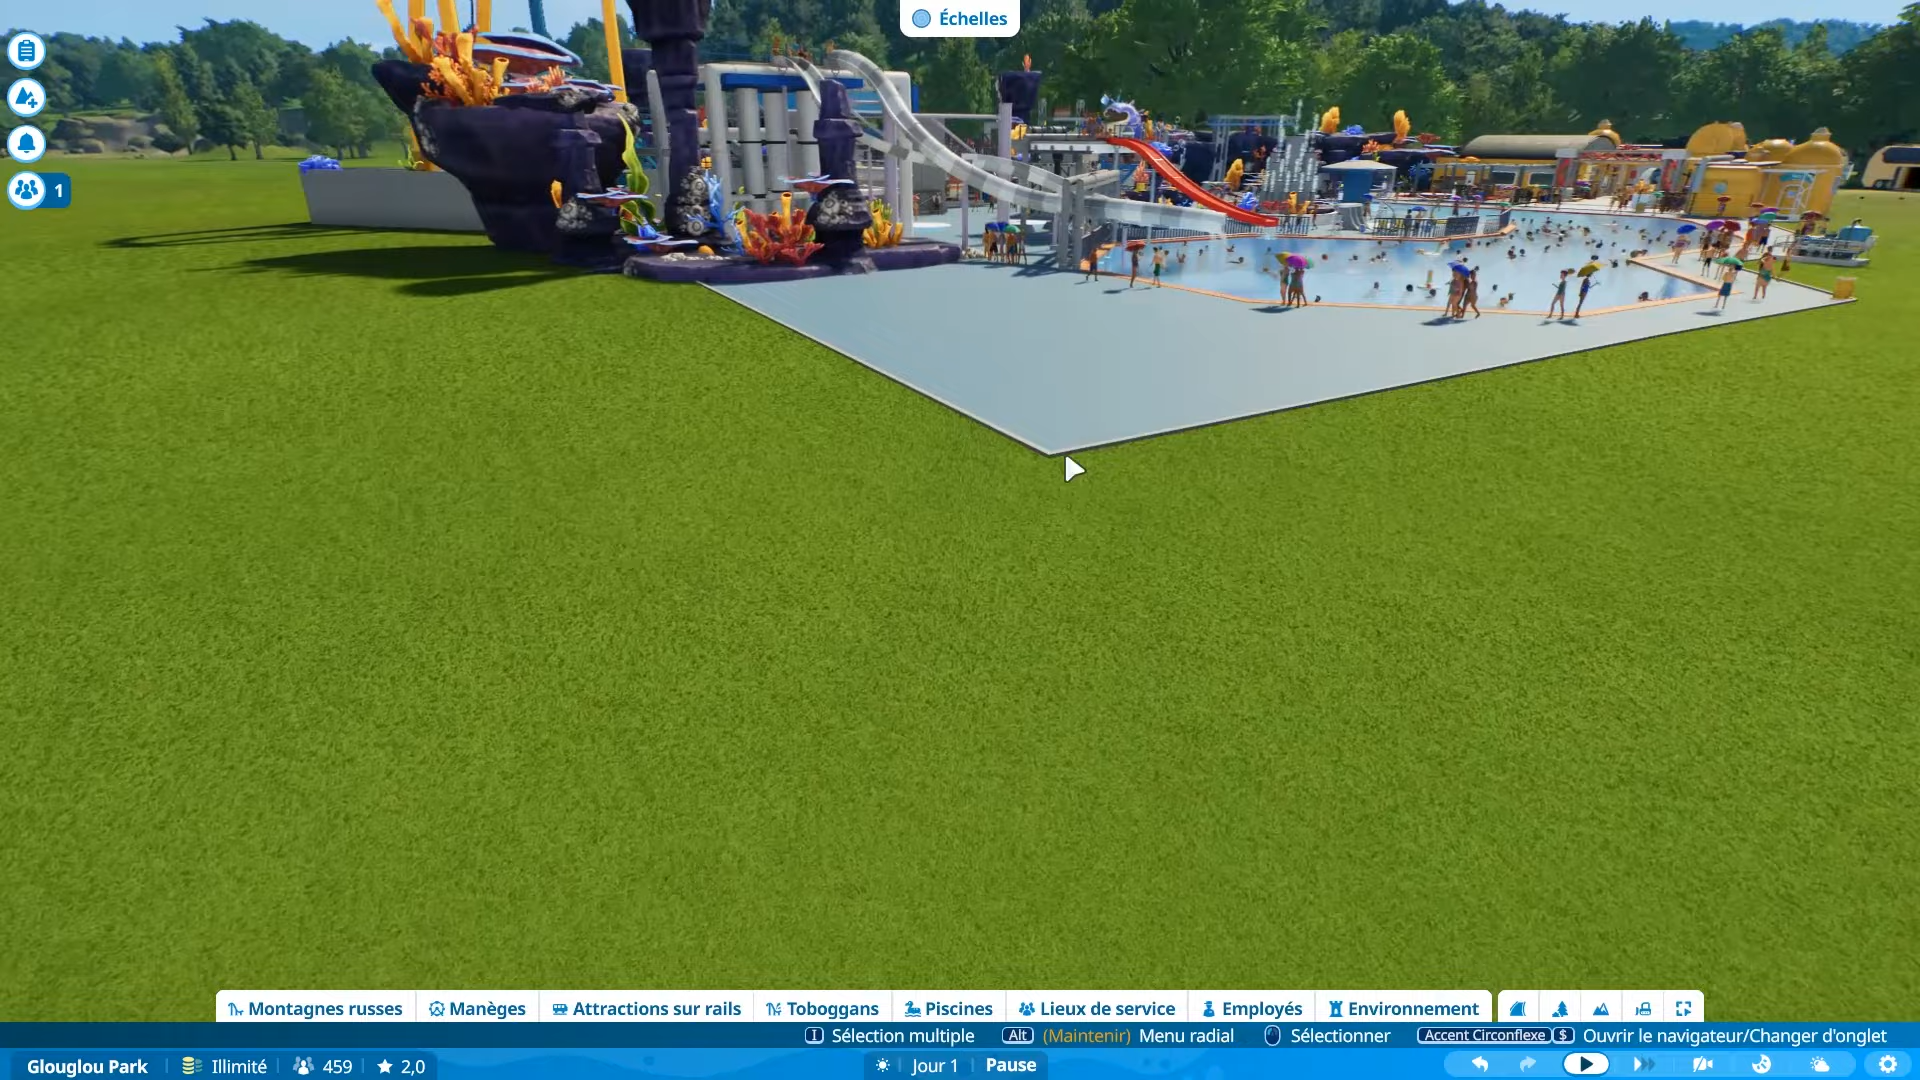 Échelles
1
Montagnes russes Manèges Attractions sur rails Toboggans Piscines Lieux de service Employés Environnement
I Sélection multiple Alt (Maintenir) Menu radial Sélectionner Accent Circonflexe $ Ouvrir le navigateur/Changer d'onglet
Glouglou Park Illimité 459 2,0 Jour 1 Pause